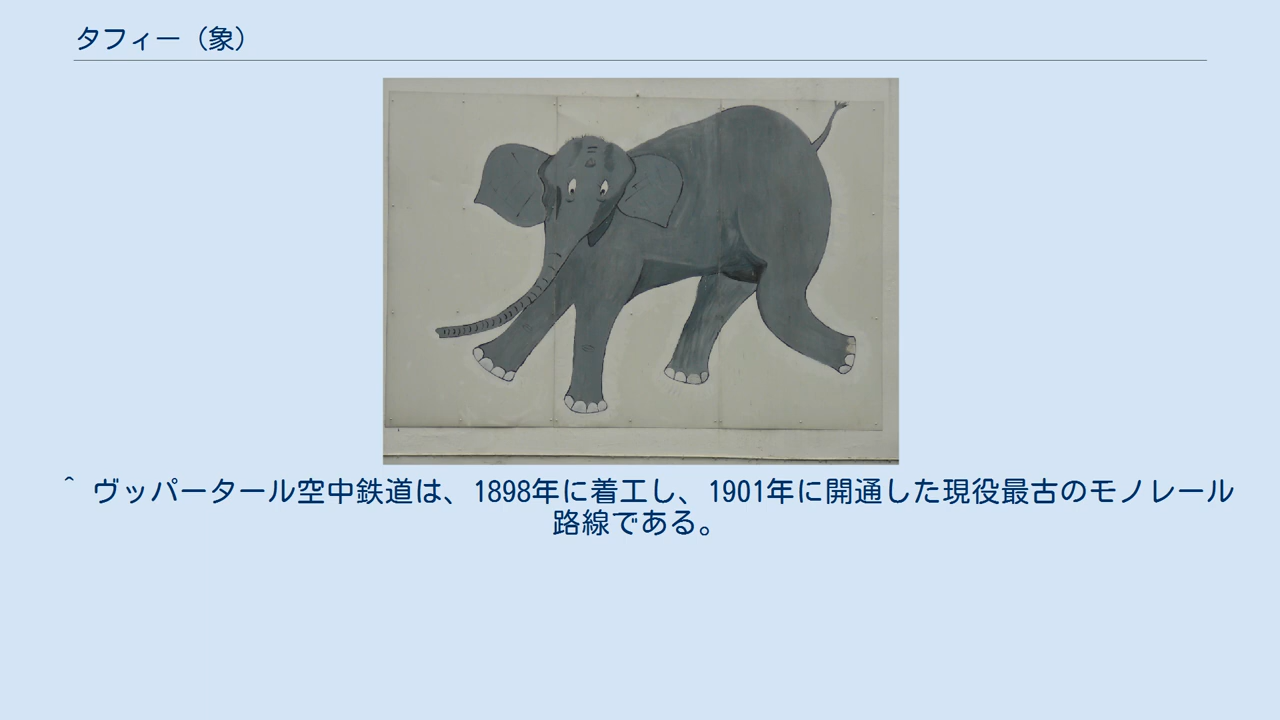 タフィー（象）
^ ヴッパータール空中鉄道は、1898年に着工し、1901年に開通した現役最古のモノレール
路線である。